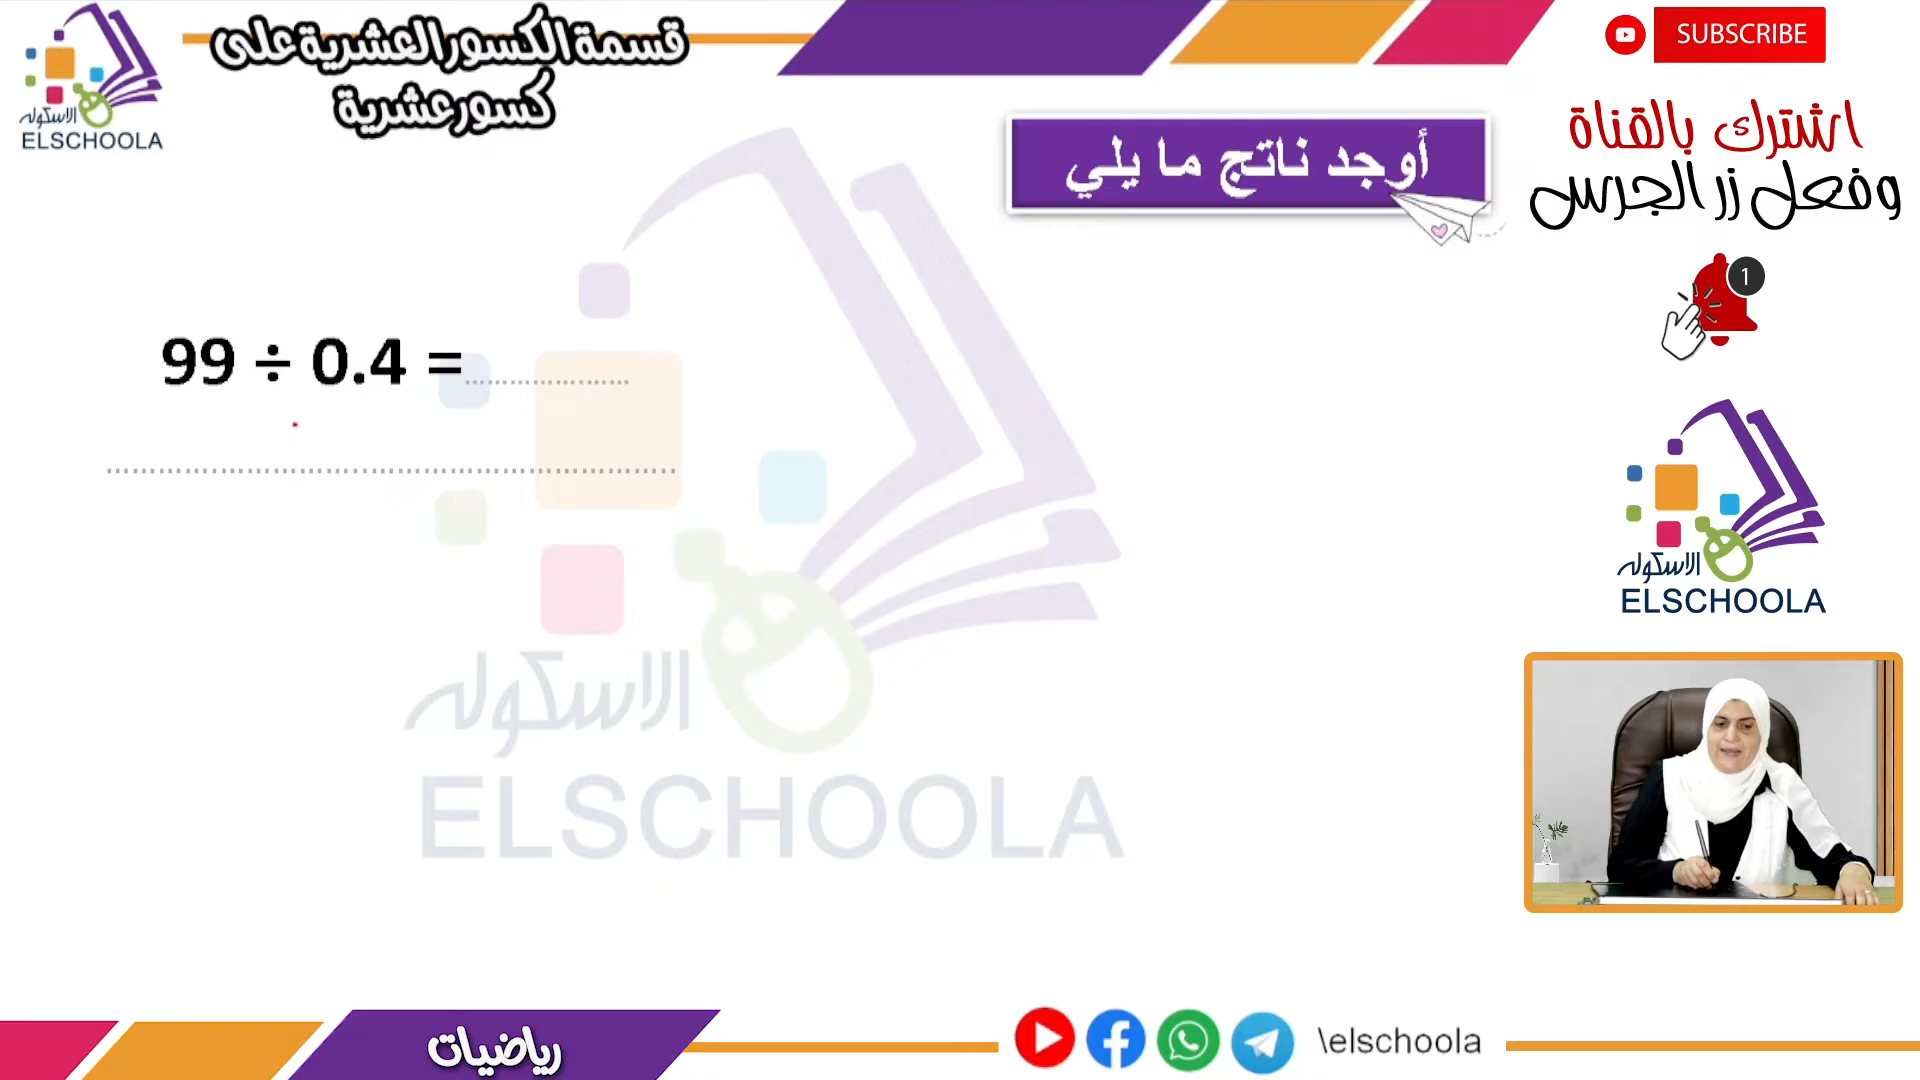 قسمة الكسور العشرية على
كسور عشرية
الاسكوله
ELSCHOOLA
SUBSCRIBE
اشترك بالقناة
وفعل زر الجرس
1
أوجد ناتج ما يلي
99 ÷ 0.4 =
الاسكوله
ELSCHOOLA
الاسكوله
ELSCHOOLA
رياضيات
\elschoola